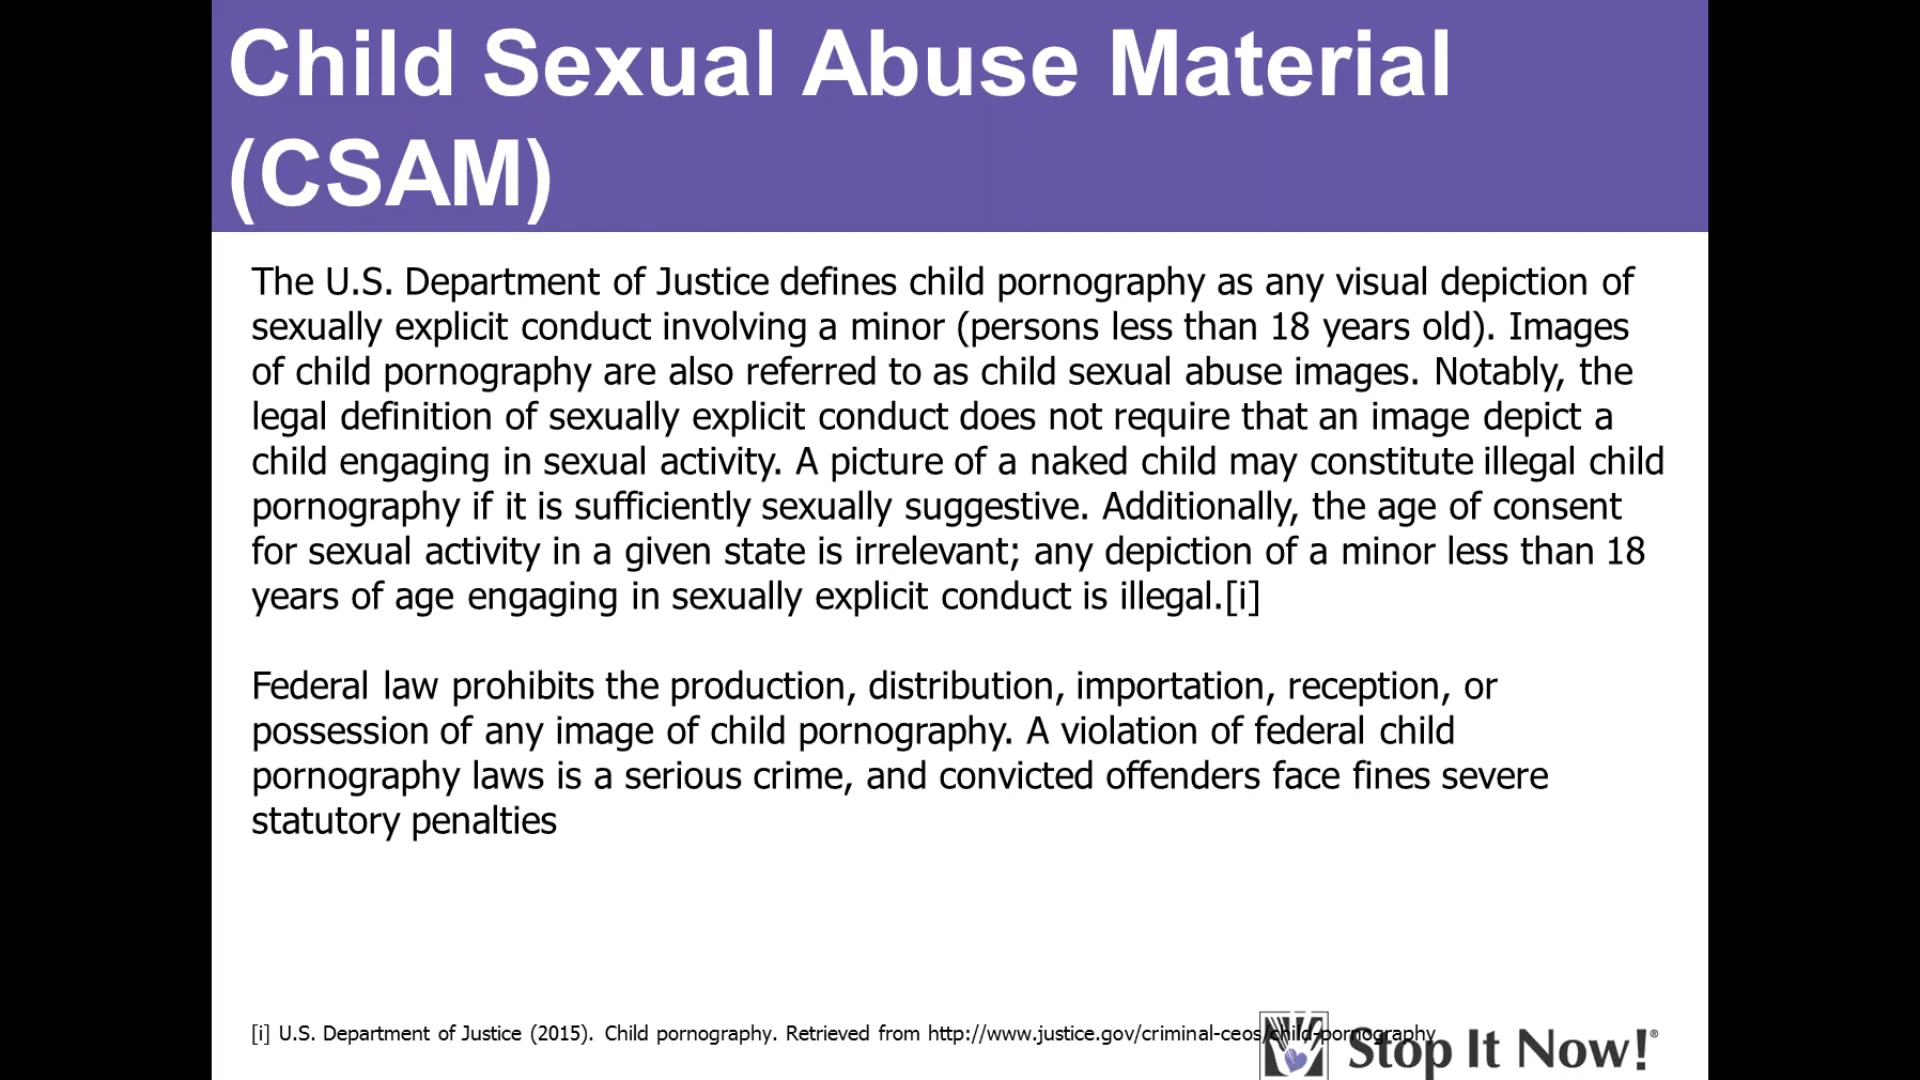 Child Sexual Abuse Material
(CSAM)
The U.S. Department of Justice defines child pornography as any visual depiction of
sexually explicit conduct involving a minor (persons less than 18 years old). Images
of child pornography are also referred to as child sexual abuse images. Notably, the
legal definition of sexually explicit conduct does not require that an image depict a
child engaging in sexual activity. A picture of a naked child may constitute illegal child
pornography if it is sufficiently sexually suggestive. Additionally, the age of consent
for sexual activity in a given state is irrelevant; any depiction of a minor less than 18
years of age engaging in sexually explicit conduct is illegal.[i]
Federal law prohibits the production, distribution, importation, reception, or
possession of any image of child pornography. A violation of federal child
pornography laws is a serious crime, and convicted offenders face fines severe
statutory penalties
[i] U.S. Department of Justice (2015). Child pornography. Retrieved from http://www.justice.gov/criminal-ceos/child-pornography
Stop It Now!®